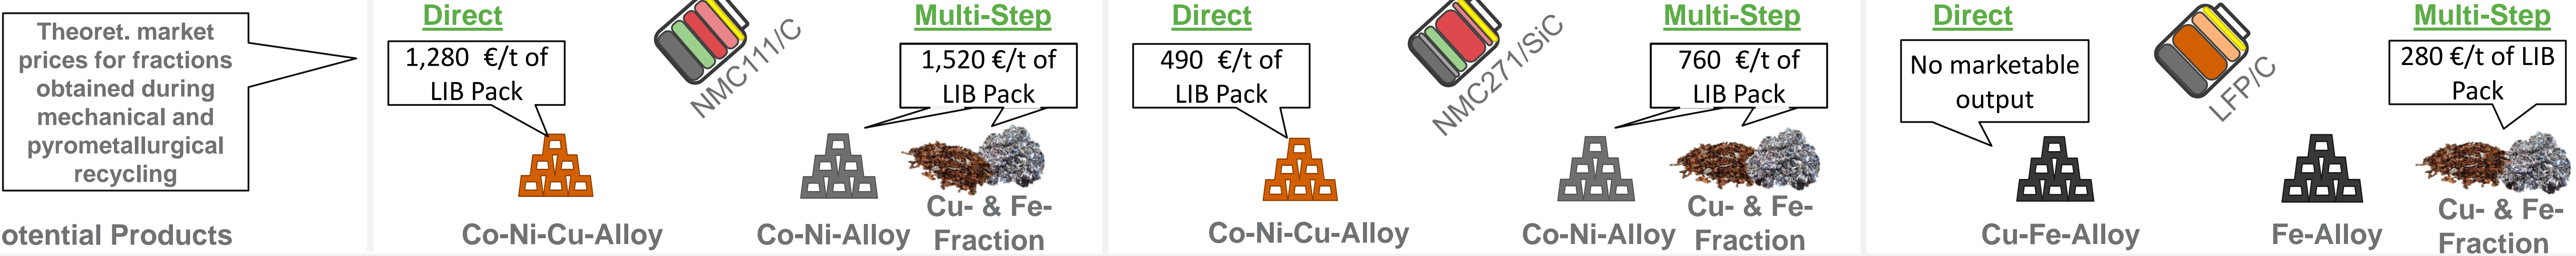 Theoret. market
prices for fractions
obtained during
mechanical and
pyrometallurgical
recycling
otential Products
Direct
1,280 €/t of
LIB Pack
NMC111/C
Multi-Step
1,520 €/t of
LIB Pack
Co-Ni-Cu-Alloy
Co-Ni-Alloy
Cu- & Fe-
Fraction
Direct
490 €/t of
LIB Pack
NMC271/SiC
Multi-Step
760 €/t of
LIB Pack
Co-Ni-Cu-Alloy
Co-Ni-Alloy
Cu- & Fe-
Fraction
Direct
No marketable
output
LFP/C
Multi-Step
280 €/t of LIB
Pack
Cu-Fe-Alloy
Fe-Alloy
Cu- & Fe-
Fraction